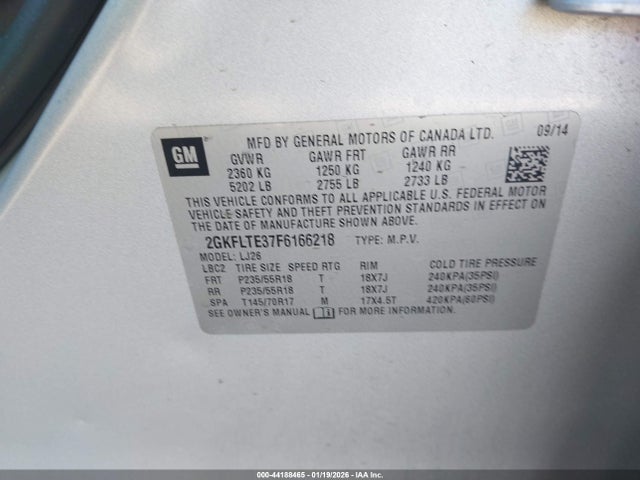 GM
MFD BY GENERAL MOTORS OF CANADA LTD. 09/14
GVWR GAWR FRT GAWR RR
2360 KG 1250 KG 1240 KG
5202 LB 2755 LB 2733 LB
THIS VEHICLE CONFORMS TO ALL APPLICABLE U.S. FEDERAL MOTOR
VEHICLE SAFETY AND THEFT PREVENTION STANDARDS IN EFFECT ON
THE DATE OF MANUFACTURE SHOWN ABOVE.
2GKFLTE37F6166218 TYPE: M.P.V.
MODEL: LJ26
LBC2 TIRE SIZE SPEED RTG RIM COLD TIRE PRESSURE
FRT P235/55R18 T 18X7J 240KPA(35PSI)
RR P235/55R18 T 18X7J 240KPA(35PSI)
SPA T145/70R17 M 17X4.5T 420KPA(60PSI)
SEE OWNER'S MANUAL FOR MORE INFORMATION.
000-44188465 - 01/19/2026 - IAA Inc.